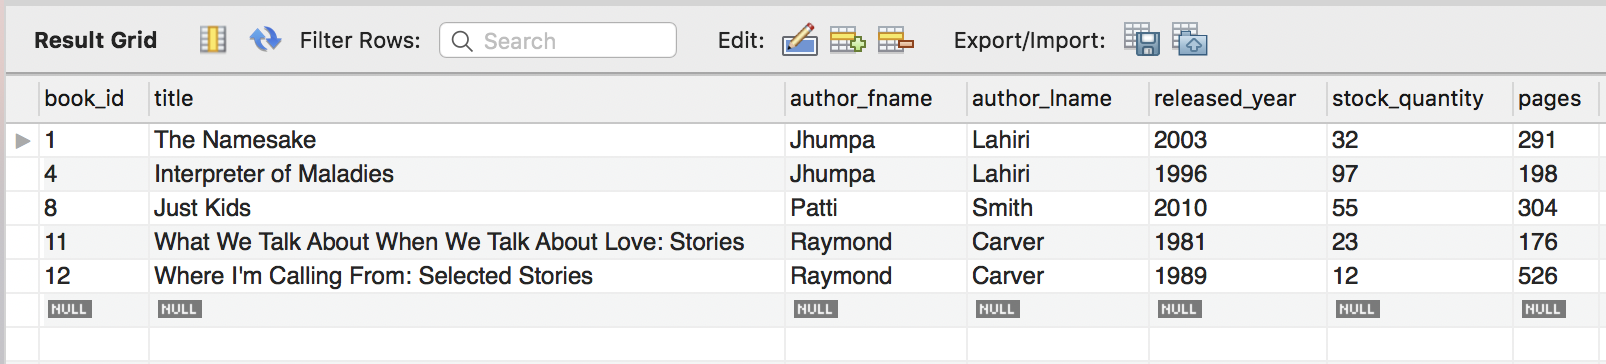 Result Grid Filter Rows: Search Edit: Export/Import:
book_id title author_fname author_lname released_year stock_quantity pages
1 The Namesake Jhumpa Lahiri 2003 32 291
4 Interpreter of Maladies Jhumpa Lahiri 1996 97 198
8 Just Kids Patti Smith 2010 55 304
11 What We Talk About When We Talk About Love: Stories Raymond Carver 1981 23 176
12 Where I'm Calling From: Selected Stories Raymond Carver 1989 12 526
NULL NULL NULL NULL NULL NULL NULL